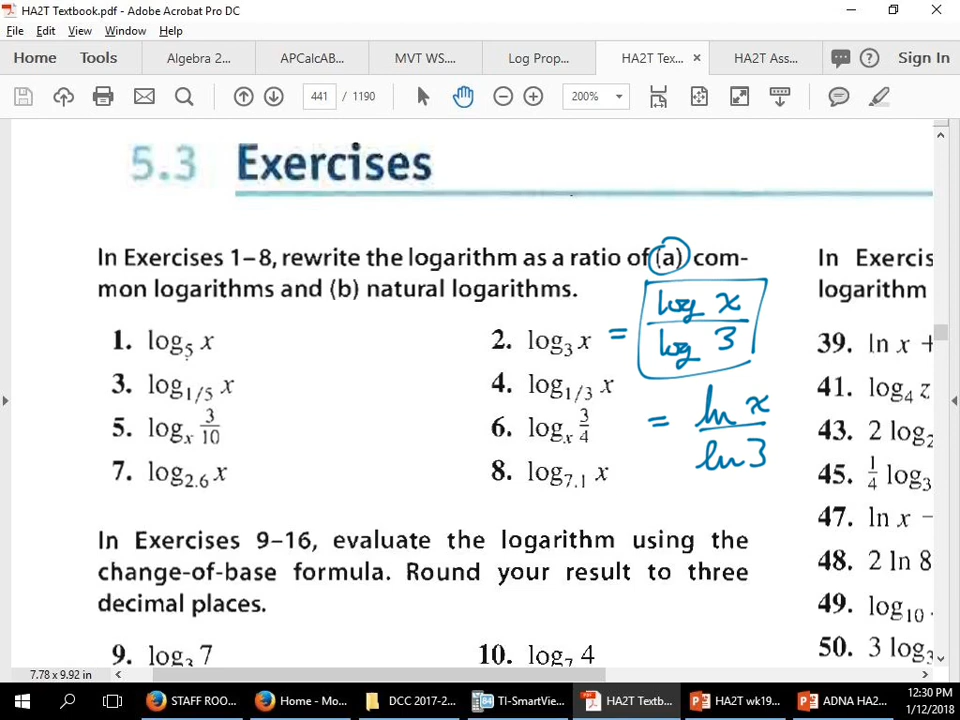 HA2T Textbook.pdf - Adobe Acrobat Pro DC
File Edit View Window Help
Home Tools Algebra 2... APCalcAB... MVT WS.... Log Prop... HA2T Tex... × HA2T Ass... Sign In
441 / 1190 200%
5.3 Exercises
In Exercises 1–8, rewrite the logarithm as a ratio of (a) com-
mon logarithms and (b) natural logarithms.
1. log₅ x
2. log₃ x = log x / log 3
= ln x / ln 3
3. log₁/₅ x
4. log₁/₃ x
5. logₓ 3/10
6. logₓ 3/4
7. log₂.₆ x
8. log₇.₁ x
In Exercises 9–16, evaluate the logarithm using the
change-of-base formula. Round your result to three
decimal places.
9. log₃ 7
10. log₇ 4
In Exercis
logarithm
39. ln x +
41. log₄ z
43. 2 log₂
45. 1/4 log₃
47. ln x −
48. 2 ln 8
49. log₁₀
50. 3 log₃
7.78 x 9.92 in
STAFF ROO... Home - Mo... DCC 2017-2... TI-SmartVie... HA2T Textb... HA2T wk19... ADNA HA2... 12:30 PM
1/12/2018